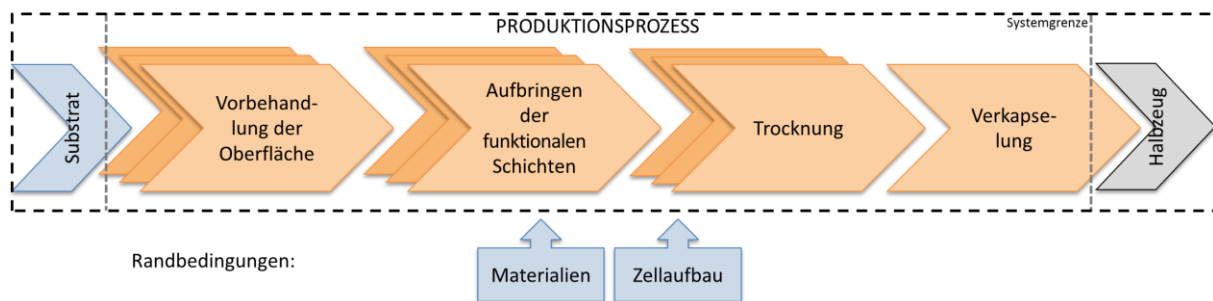 PRODUKTIONSPROZESS
Systemgrenze
Substrat
Vorbehand-
lung der
Oberfläche
Aufbringen
der
funktionalen
Schichten
Trocknung
Verkapse-
lung
Halbzeug
Randbedingungen:
Materialien
Zellaufbau